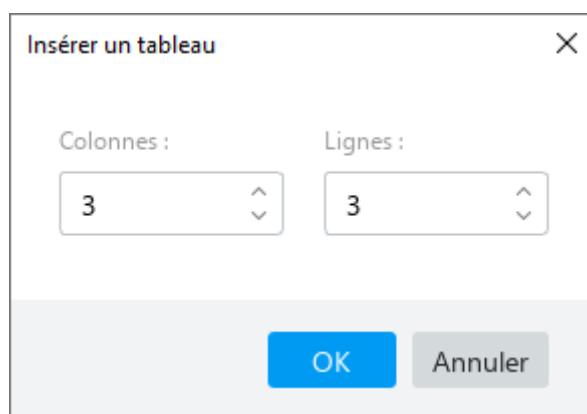 Insérer un tableau
Colonnes : Lignes :
3 3
OK Annuler